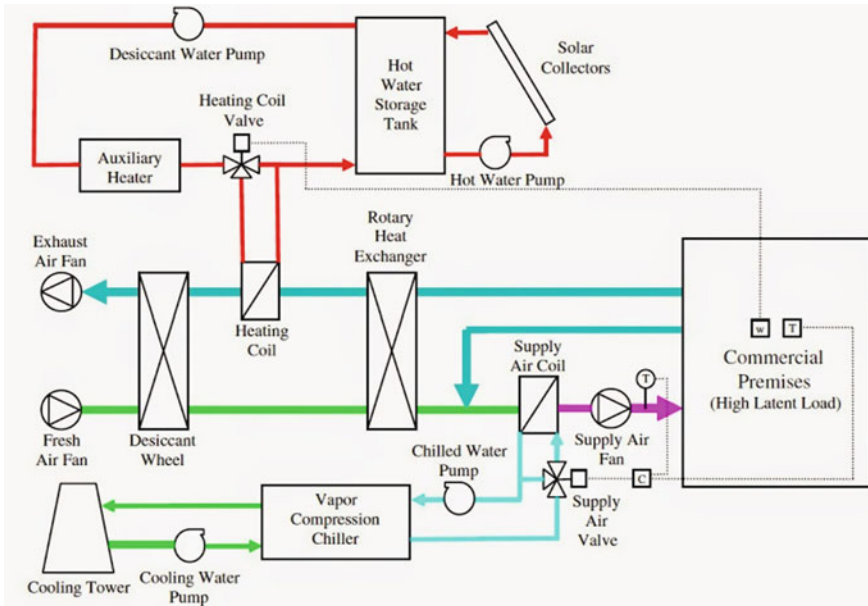 Desiccant Water Pump
Hot
Water
Storage
Tank
Solar
Collectors
Heating Coil
Valve
Auxiliary
Heater
Hot Water Pump
Exhaust
Air Fan
Rotary
Heat
Exchanger
Heating
Coil
Supply
Air Coil
w
T
Commercial
Premises
(High Latent Load)
T
Fresh
Air Fan
Desiccant
Wheel
Supply Air
Fan
Chilled Water
Pump
C
Supply
Air
Valve
Vapor
Compression
Chiller
Cooling Tower
Cooling Water
Pump